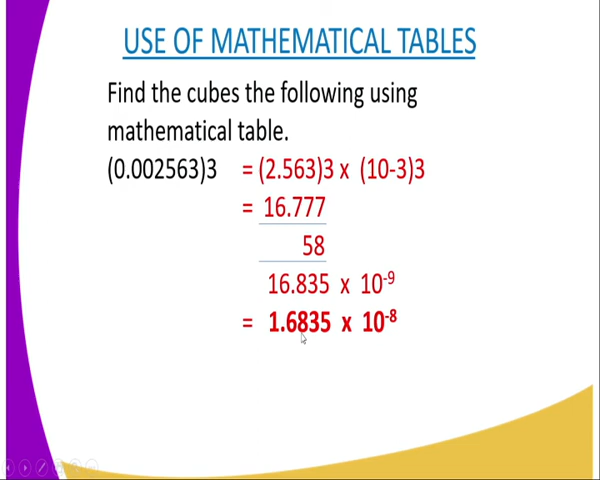 USE OF MATHEMATICAL TABLES
Find the cubes the following using
mathematical table.
(0.002563)3 = (2.563)3 x (10-3)3
= 16.777
58
16.835 x 10⁻⁹
= 1.6835 x 10⁻⁸